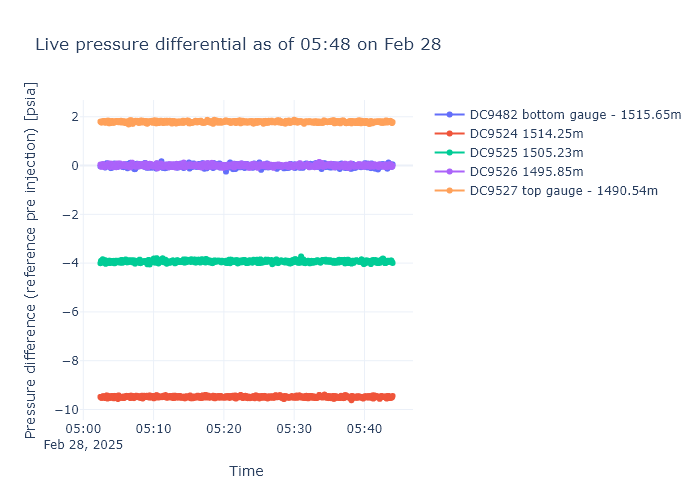 Live pressure differential as of 05:48 on Feb 28
Pressure difference (reference pre injection) [psia]
2
0
−2
−4
−6
−8
−10
05:00
Feb 28, 2025
05:10
05:20
05:30
05:40
Time
DC9482 bottom gauge - 1515.65m
DC9524 1514.25m
DC9525 1505.23m
DC9526 1495.85m
DC9527 top gauge - 1490.54m